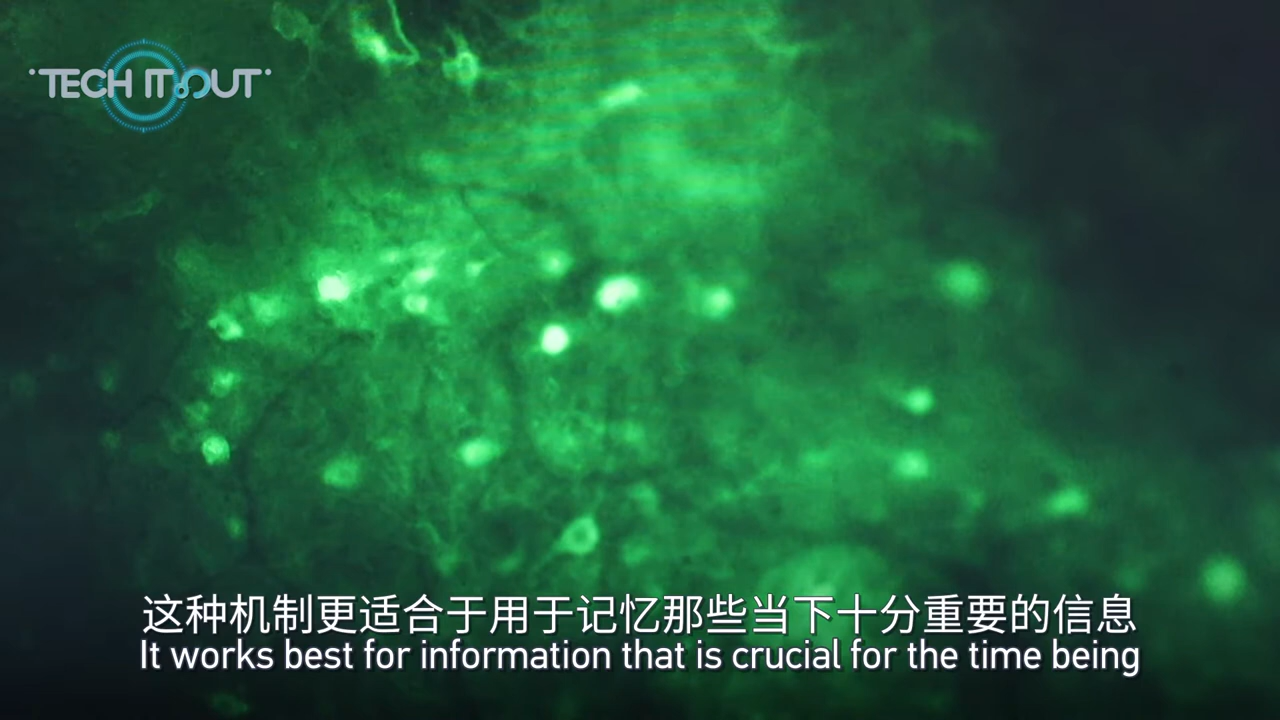 TECH IT OUT
这种机制更适合于用于记忆那些当下十分重要的信息
It works best for information that is crucial for the time being